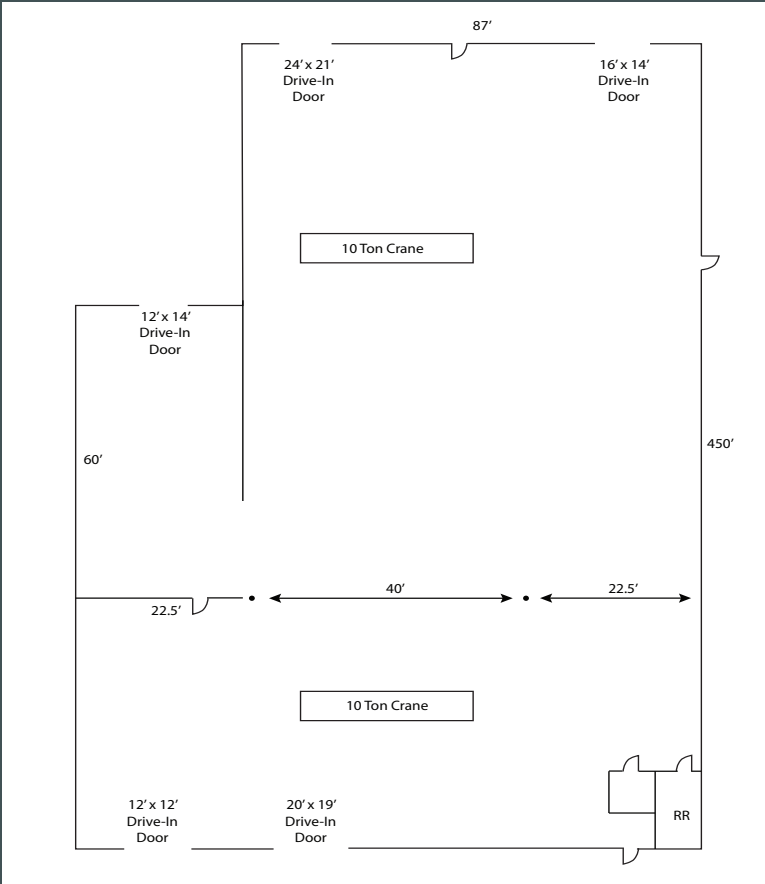 87’
24’ x 21’
Drive-In
Door
16’ x 14’
Drive-In
Door
10 Ton Crane
12’ x 14’
Drive-In
Door
60’
450’
40’
22.5’
22.5’
10 Ton Crane
12’ x 12’
Drive-In
Door
20’ x 19’
Drive-In
Door
RR